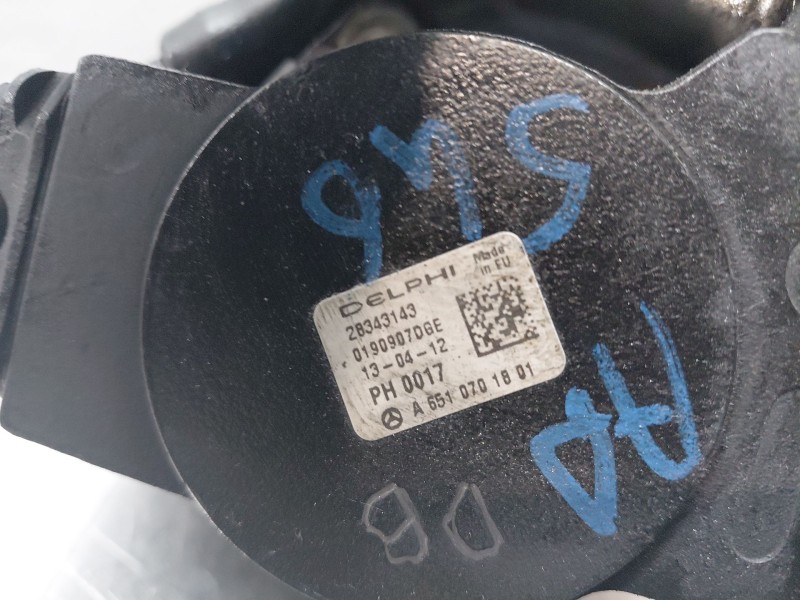 DELPHI
Made
in EU
28343143
0190907DGE
13-04-12
PH 0017
A 651 070 18 01